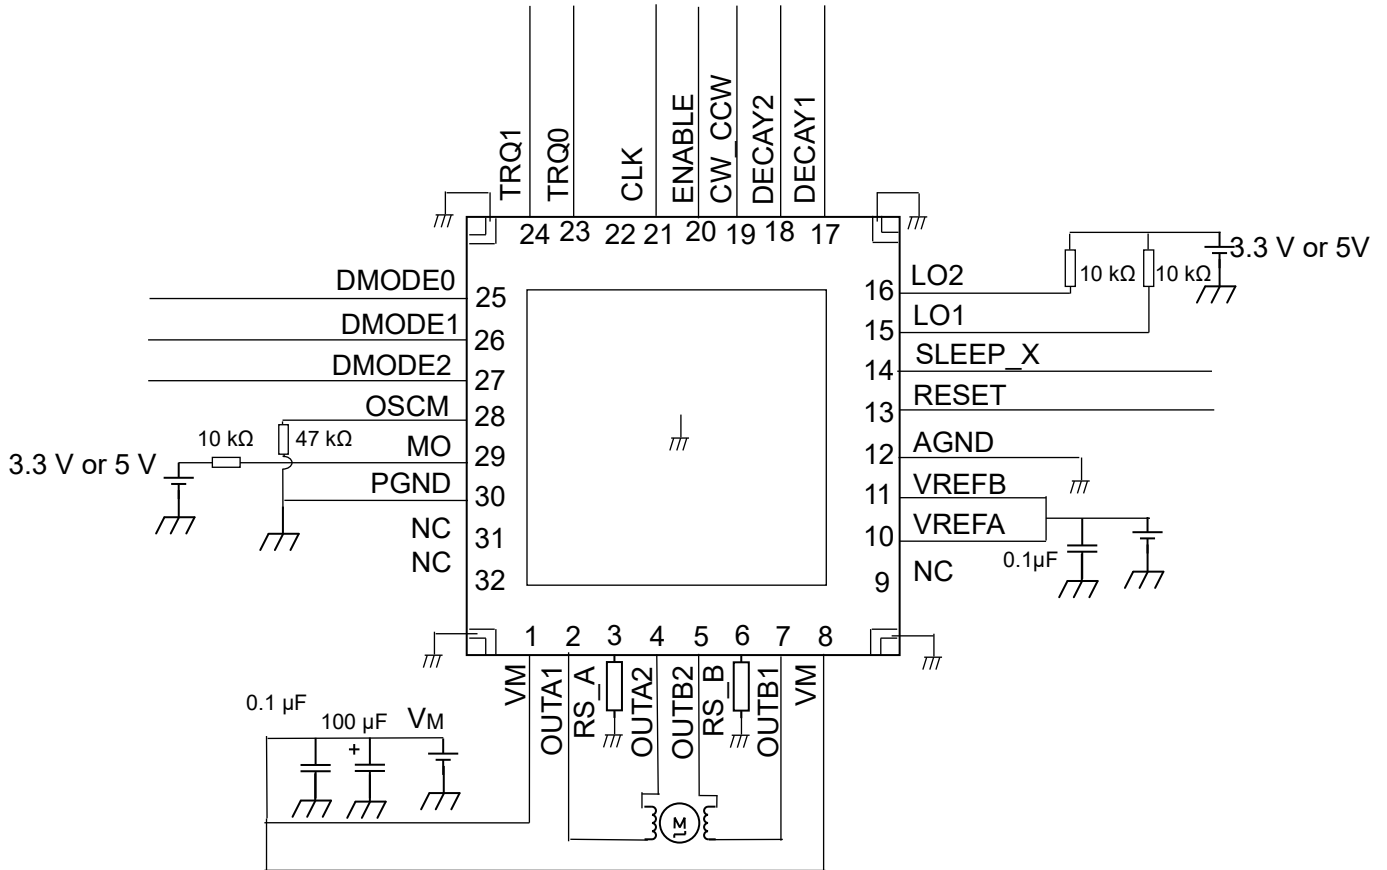 TRQ1
TRQ0
CLK
ENABLE
CW_CCW
DECAY2
DECAY1
24 23 22 21 20 19 18 17
DMODE0 25
DMODE1 26
DMODE2 27
OSCM 28
MO 29
PGND 30
NC 31
NC 32
10 kΩ
47 kΩ
3.3 V or 5 V
16 LO2
15 LO1
14 SLEEP_X
13 RESET
12 AGND
11 VREFB
10 VREFA
9 NC
10 kΩ
10 kΩ
3.3 V or 5V
0.1µF
1 2 3 4 5 6 7 8
VM
OUTA1
RS_A
OUTA2
OUTB2
RS_B
OUTB1
VM
0.1 µF
100 µF
VM
+
M